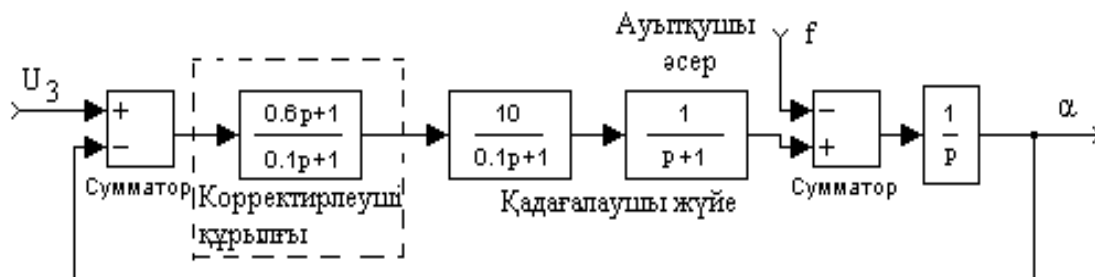 Ауытқушы
әсер
f
U3
+
−
Сумматор
0.6p+1
0.1p+1
Корректирлеуші
құрылғы
10
0.1p+1
1
p+1
Қадағалаушы жүйе
−
+
Сумматор
1
p
α